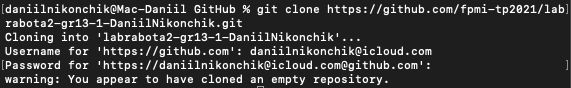 [daniilnikonchik@Mac-Daniil GitHub % git clone https://github.com/fpmi-tp2021/lab]
rabota2-gr13-1-DaniilNikonchik.git
Cloning into 'labrabota2-gr13-1-DaniilNikonchik'...
Username for 'https://github.com': daniilnikonchik@icloud.com
[Password for 'https://daniilnikonchik@icloud.com@github.com': ]
warning: You appear to have cloned an empty repository.